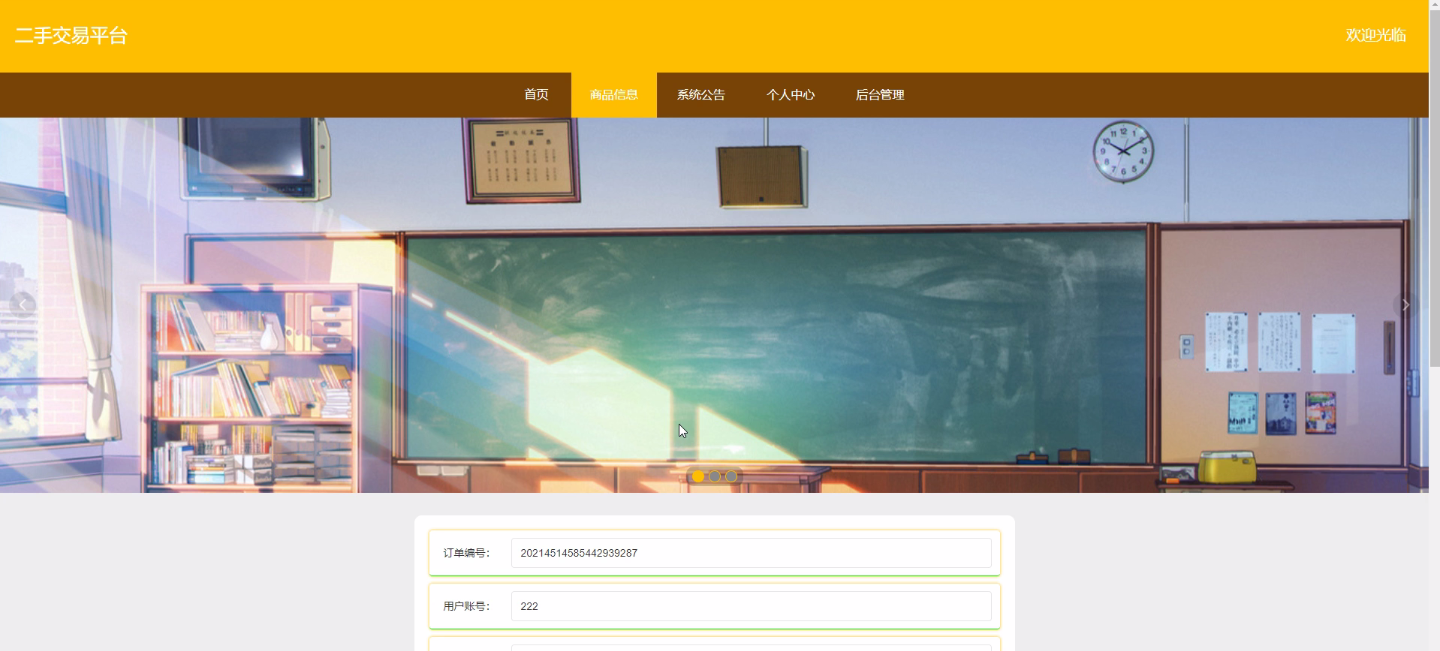 二手交易平台
欢迎光临
首页 商品信息 系统公告 个人中心 后台管理
12
订单编号： 20214514585442939287
用户账号： 222